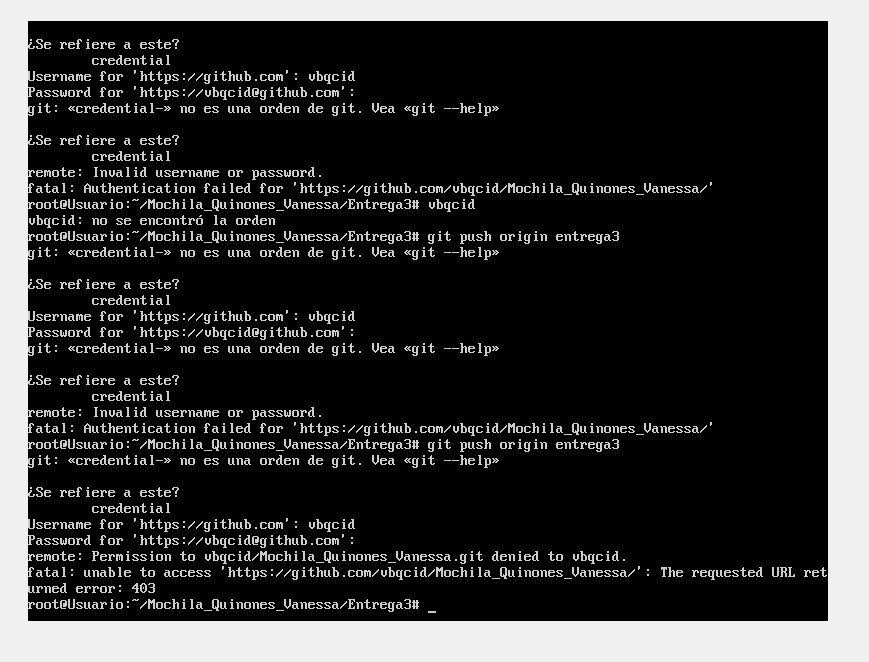 ¿Se refiere a este?
credential
Username for 'https://github.com': vbqcid
Password for 'https://vbqcid@github.com':
git: «credential-» no es una orden de git. Vea «git --help»
¿Se refiere a este?
credential
remote: Invalid username or password.
fatal: Authentication failed for 'https://github.com/vbqcid/Mochila_Quinones_Vanessa/'
root@Usuario:~/Mochila_Quinones_Vanessa/Entrega3# vbqcid
vbqcid: no se encontró la orden
root@Usuario:~/Mochila_Quinones_Vanessa/Entrega3# git push origin entrega3
git: «credential-» no es una orden de git. Vea «git --help»
¿Se refiere a este?
credential
Username for 'https://github.com': vbqcid
Password for 'https://vbqcid@github.com':
git: «credential-» no es una orden de git. Vea «git --help»
¿Se refiere a este?
credential
remote: Invalid username or password.
fatal: Authentication failed for 'https://github.com/vbqcid/Mochila_Quinones_Vanessa/'
root@Usuario:~/Mochila_Quinones_Vanessa/Entrega3# git push origin entrega3
git: «credential-» no es una orden de git. Vea «git --help»
¿Se refiere a este?
credential
Username for 'https://github.com': vbqcid
Password for 'https://vbqcid@github.com':
remote: Permission to vbqcid/Mochila_Quinones_Vanessa.git denied to vbqcid.
fatal: unable to access 'https://github.com/vbqcid/Mochila_Quinones_Vanessa/': The requested URL ret
urned error: 403
root@Usuario:~/Mochila_Quinones_Vanessa/Entrega3# _